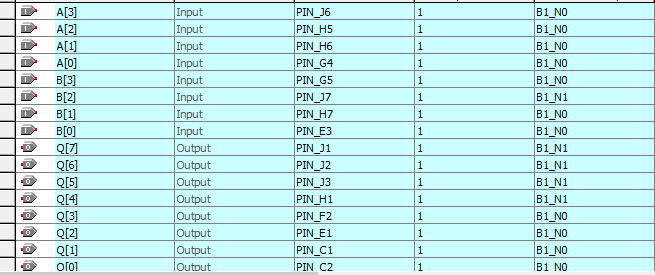 A[3] Input PIN_J6 1 B1_N0
A[2] Input PIN_H5 1 B1_N0
A[1] Input PIN_H6 1 B1_N0
A[0] Input PIN_G4 1 B1_N0
B[3] Input PIN_G5 1 B1_N0
B[2] Input PIN_J7 1 B1_N1
B[1] Input PIN_H7 1 B1_N0
B[0] Input PIN_E3 1 B1_N0
Q[7] Output PIN_J1 1 B1_N1
Q[6] Output PIN_J2 1 B1_N1
Q[5] Output PIN_J3 1 B1_N1
Q[4] Output PIN_H1 1 B1_N1
Q[3] Output PIN_F2 1 B1_N0
Q[2] Output PIN_E1 1 B1_N0
Q[1] Output PIN_C1 1 B1_N0
Q[0] Output PIN_C2 1 B1_N0